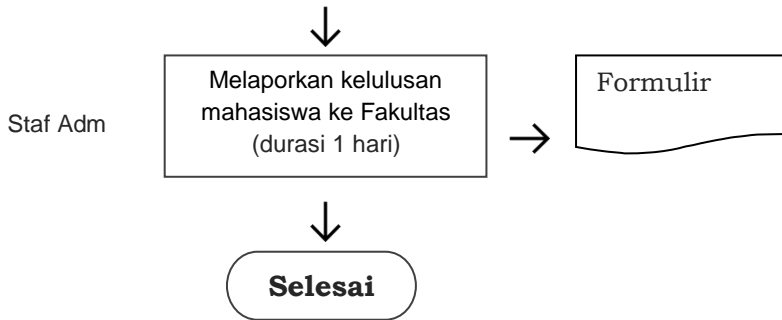 Melaporkan kelulusan
mahasiswa ke Fakultas
(durasi 1 hari)
Staf Adm
Formulir
Selesai